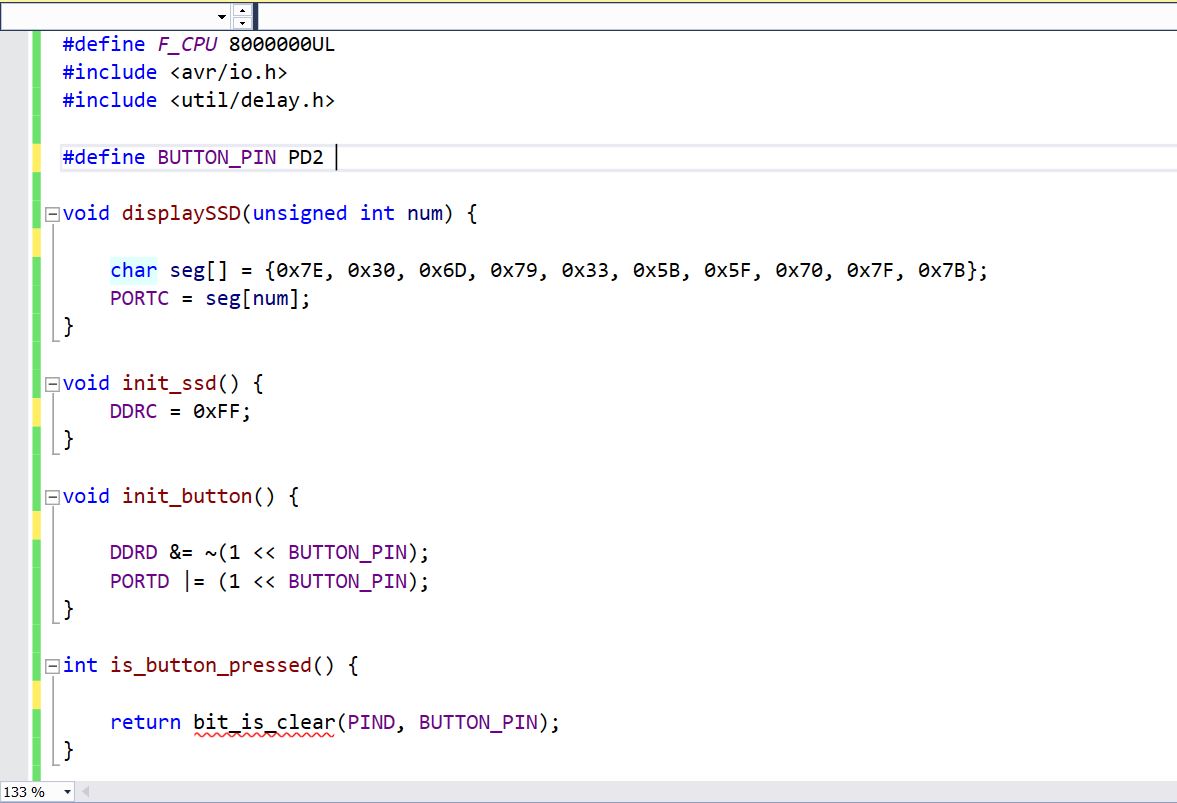 #define F_CPU 8000000UL
#include <avr/io.h>
#include <util/delay.h>
#define BUTTON_PIN PD2
void displaySSD(unsigned int num) {
char seg[] = {0x7E, 0x30, 0x6D, 0x79, 0x33, 0x5B, 0x5F, 0x70, 0x7F, 0x7B};
PORTC = seg[num];
}
void init_ssd() {
DDRC = 0xFF;
}
void init_button() {
DDRD &= ~(1 << BUTTON_PIN);
PORTD |= (1 << BUTTON_PIN);
}
int is_button_pressed() {
return bit_is_clear(PIND, BUTTON_PIN);
}
133 %